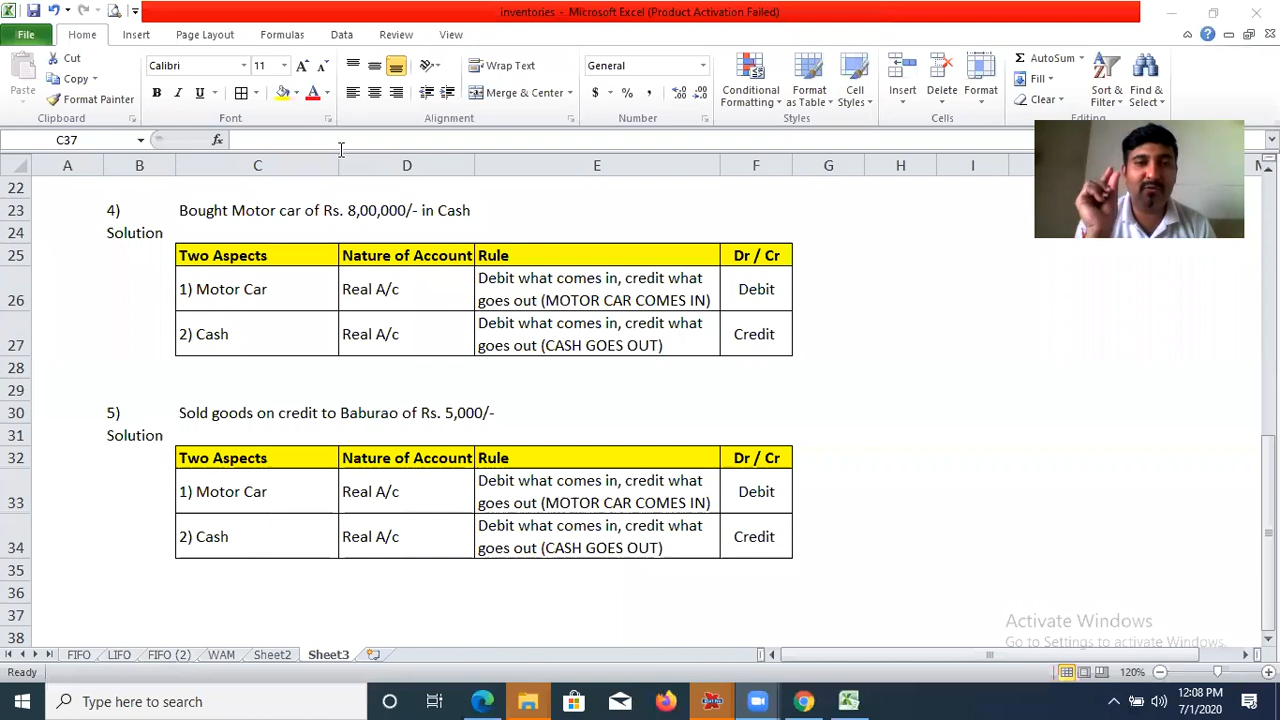 inventories - Microsoft Excel (Product Activation Failed)
File Home Insert Page Layout Formulas Data Review View
Paste Cut Copy Format Painter Clipboard
Calibri 11 B I U A Font
Wrap Text Merge & Center Alignment
General $ % , Number
Conditional Formatting Format as Table Cell Styles Styles
Insert Delete Format Cells
Σ AutoSum Fill Clear Sort & Filter Find & Select Editing
C37 fx
A B C D E F G H I
22
23 4) Bought Motor car of Rs. 8,00,000/- in Cash
24 Solution
25 Two Aspects Nature of Account Rule Dr / Cr
26 1) Motor Car Real A/c Debit what comes in, credit what goes out (MOTOR CAR COMES IN) Debit
27 2) Cash Real A/c Debit what comes in, credit what goes out (CASH GOES OUT) Credit
28
29
30 5) Sold goods on credit to Baburao of Rs. 5,000/-
31 Solution
32 Two Aspects Nature of Account Rule Dr / Cr
33 1) Motor Car Real A/c Debit what comes in, credit what goes out (MOTOR CAR COMES IN) Debit
34 2) Cash Real A/c Debit what comes in, credit what goes out (CASH GOES OUT) Credit
35
36
37
38
Activate Windows
Go to Settings to activate Windows.
FIFO LIFO FIFO (2) WAM Sheet2 Sheet3
Ready 120%
Type here to search
12:08 PM
7/1/2020